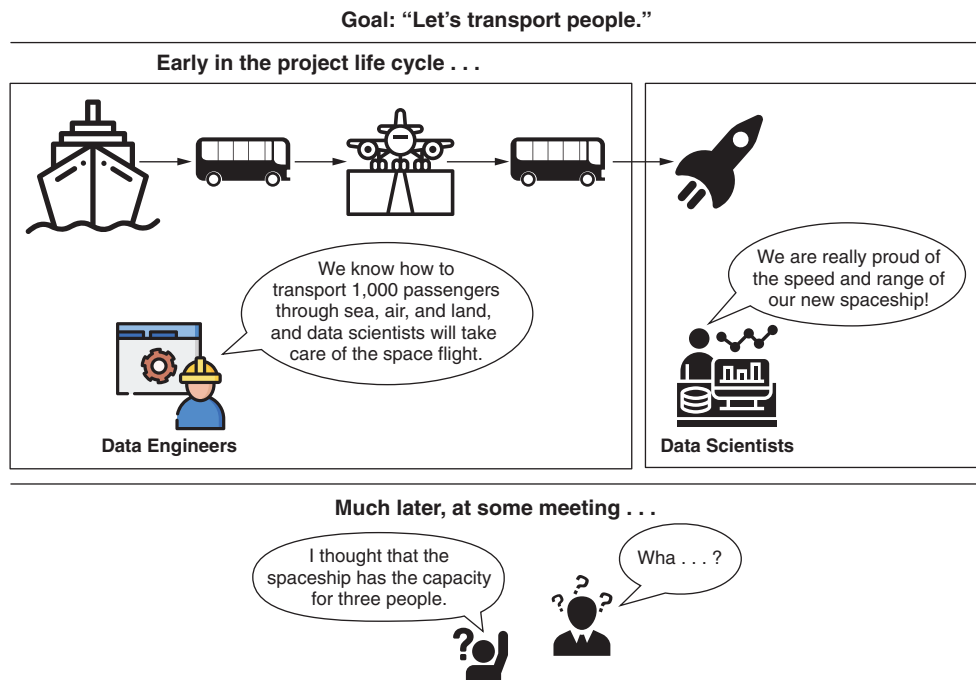 Goal: “Let’s transport people.”
Early in the project life cycle . . .
We know how to
transport 1,000 passengers
through sea, air, and land,
and data scientists will take
care of the space flight.
Data Engineers
We are really proud of
the speed and range of
our new spaceship!
Data Scientists
Much later, at some meeting . . .
I thought that the
spaceship has the capacity
for three people.
Wha . . . ?